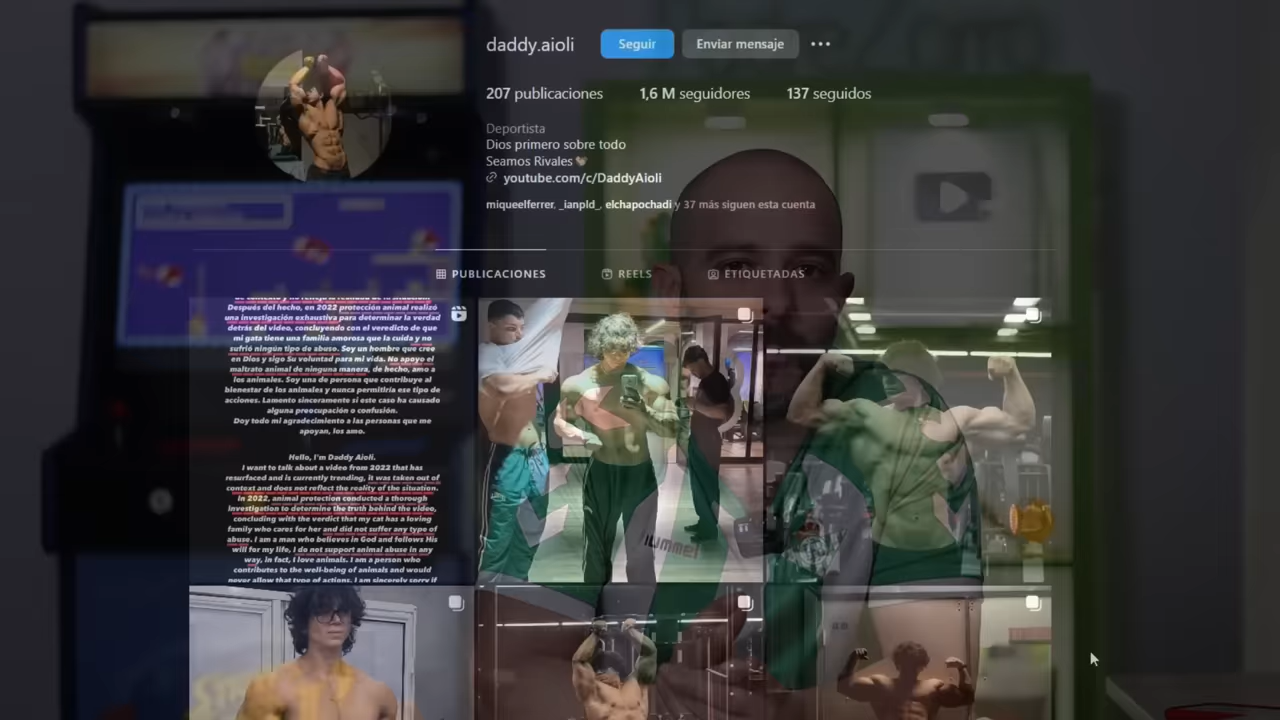 daddy.aioli
Seguir
Enviar mensaje
207 publicaciones
1,6 M seguidores
137 seguidos
Deportista
Dios primero sobre todo
Seamos Rivales
youtube.com/c/DaddyAioli
miqueelferrer, _ianpld_, elchapochadi y 37 más siguen esta cuenta
PUBLICACIONES
REELS
ETIQUETADAS
Después del hecho, en 2022 protección animal realizó
una investigación exhaustiva para determinar la verdad
detrás del video, concluyendo con el veredicto de que
mi gata tiene una familia amorosa que la cuida y no
sufrió ningún tipo de abuso. Soy un hombre que cree
en Dios y sigo Su voluntad para mi vida. No apoyo el
maltrato animal de ninguna manera, de hecho, amo a
los animales. Soy una de persona que contribuye al
bienestar de los animales y nunca permitiría ese tipo de
acciones. Lamento sinceramente si este caso ha causado
alguna preocupación o confusión.
Doy todo mi agradecimiento a las personas que me
apoyan, los amo.
Hello, I'm Daddy Aioli.
I want to talk about a video from 2022 that has
resurfaced and is currently trending, it was taken out of
context and does not reflect the reality of the situation.
In 2022, animal protection conducted a thorough
investigation to determine the truth behind the video,
concluding with the verdict that my cat has a loving
family who cares for her and did not suffer any type of
abuse. I am a man who believes in God and follows His
will for my life, I do not support animal abuse in any
way, in fact, I love animals. I am a person who
contributes to the well-being of animals and would
never allow that type of actions. I am sincerely sorry if
hummel